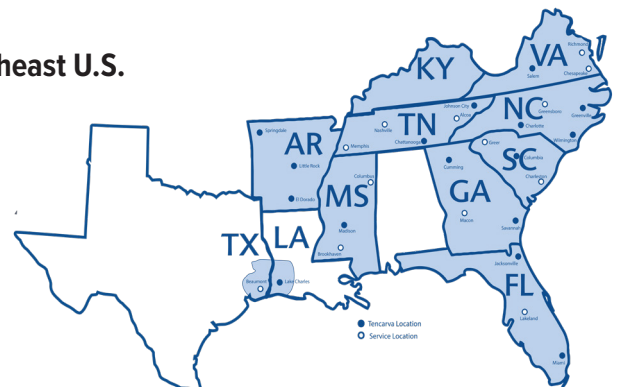 heast U.S.
KY
VA
Richmond
Salem
Chesapeake
Johnson City
Alcoa
Nashville
TN
Chattanooga
Memphis
NC
Greensboro
Greenville
Charlotte
Wilmington
Greer
SC
Columbia
Charleston
AR
Springdale
Little Rock
El Dorado
MS
Columbus
Madison
Brookhaven
GA
Cumming
Macon
Savannah
TX
LA
Beaumont
Lake Charles
Jacksonville
FL
Lakeland
Miami
Tencarva Location
Service Location